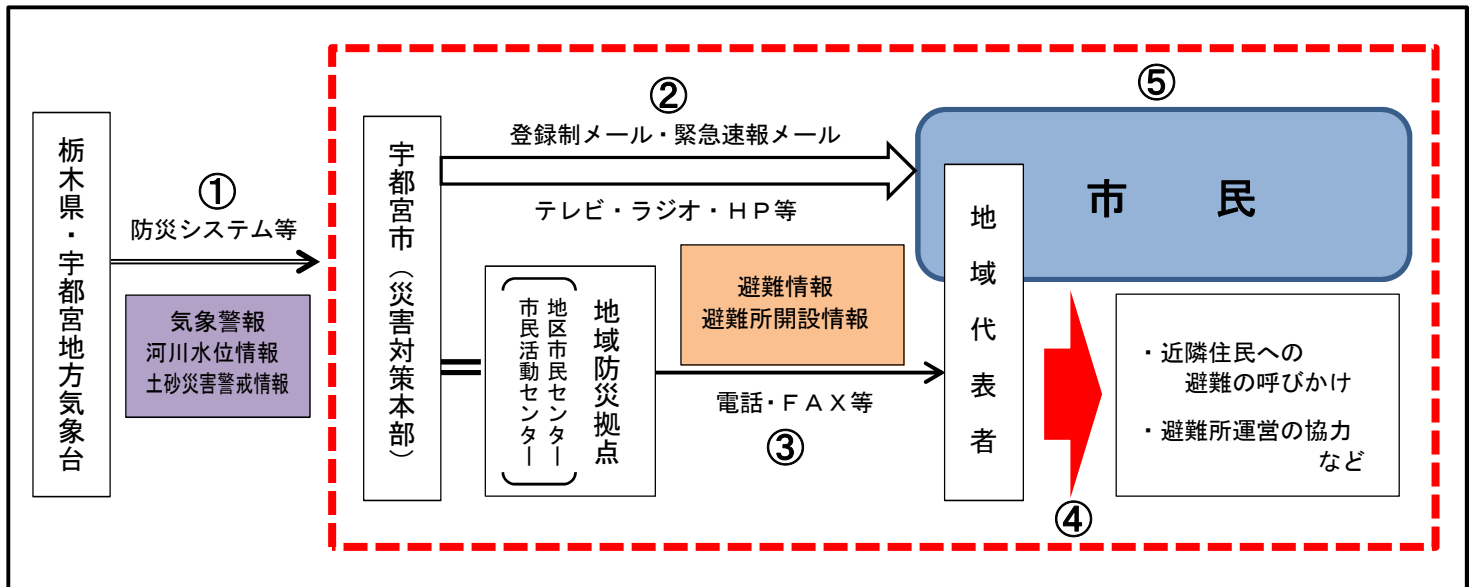 栃木県・宇都宮地方気象台
①
防災システム等
気象警報
河川水位情報
土砂災害警戒情報
宇都宮市（災害対策本部）
②
登録制メール・緊急速報メール
テレビ・ラジオ・ＨＰ等
地域防災拠点
地区市民センター
市民活動センター
避難情報
避難所開設情報
電話・ＦＡＸ等
③
地域代表者
⑤
市　民
④
・近隣住民への
避難の呼びかけ
・避難所運営の協力
など